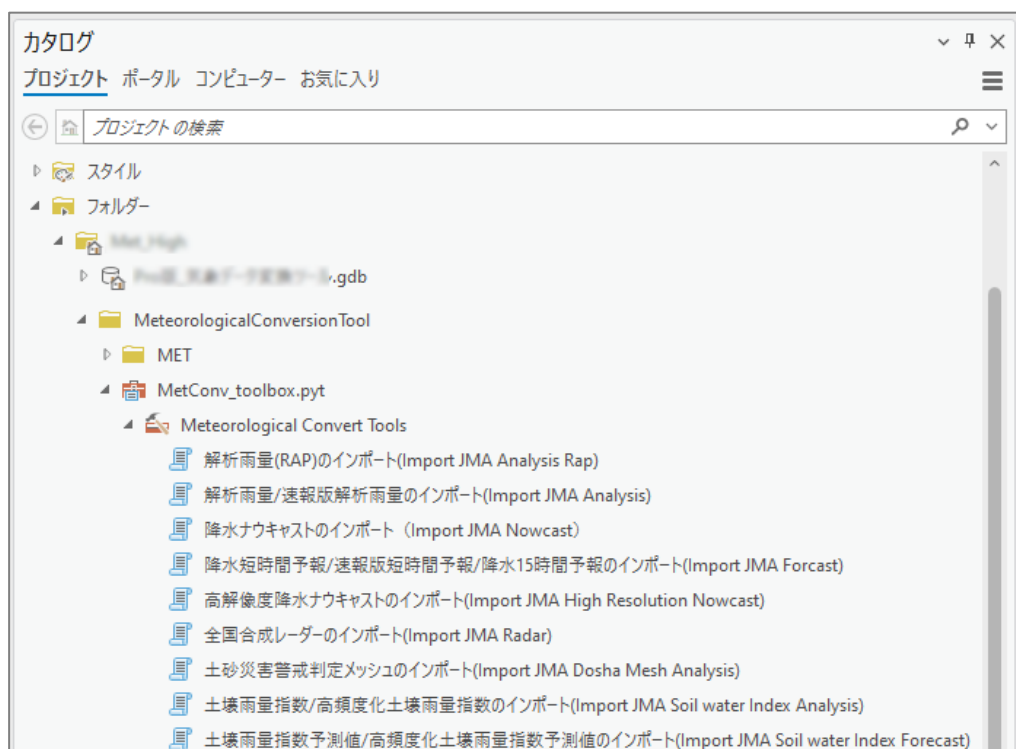 カタログ
プロジェクト ポータル コンピューター お気に入り
プロジェクトの検索
スタイル
フォルダー
.gdb
MeteorologicalConversionTool
MET
MetConv_toolbox.pyt
Meteorological Convert Tools
解析雨量(RAP)のインポート(Import JMA Analysis Rap)
解析雨量/速報版解析雨量のインポート(Import JMA Analysis)
降水ナウキャストのインポート（Import JMA Nowcast）
降水短時間予報/速報版短時間予報/降水15時間予報のインポート(Import JMA Forcast)
高解像度降水ナウキャストのインポート(Import JMA High Resolution Nowcast)
全国合成レーダーのインポート(Import JMA Radar)
土砂災害警戒判定メッシュのインポート(Import JMA Dosha Mesh Analysis)
土壌雨量指数/高頻度化土壌雨量指数のインポート(Import JMA Soil water Index Analysis)
土壌雨量指数予測値/高頻度化土壌雨量指数予測値のインポート(Import JMA Soil water Index Forecast)